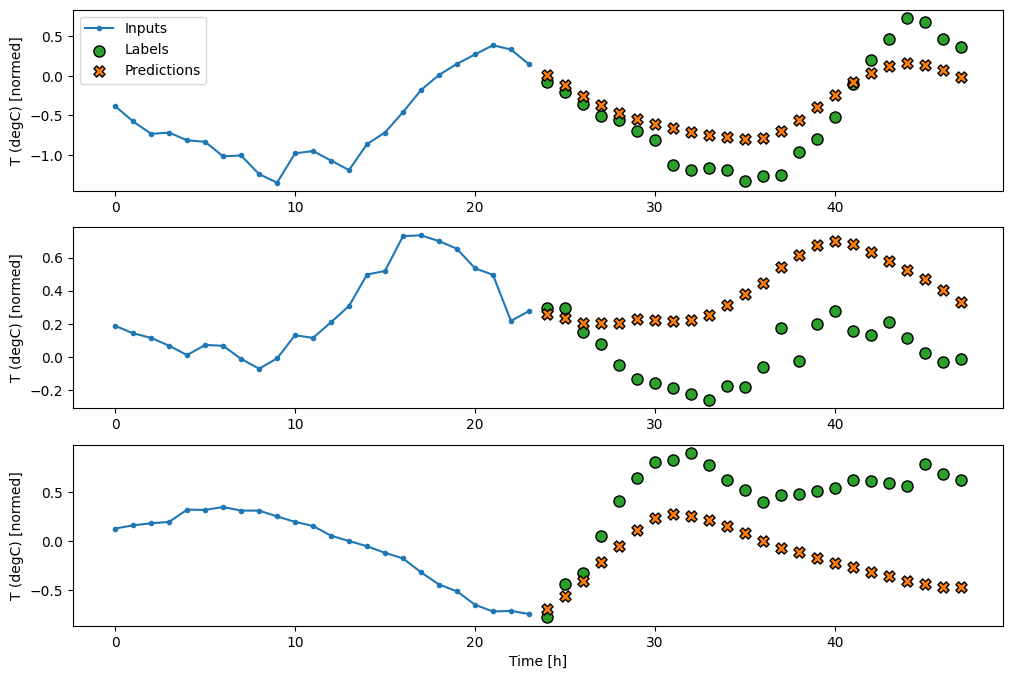 T (degC) [normed]
0.5
0.0
−0.5
−1.0
Inputs
Labels
Predictions
0 10 20 30 40
T (degC) [normed]
0.6
0.4
0.2
0.0
−0.2
0 10 20 30 40
T (degC) [normed]
0.5
0.0
−0.5
0 10 20 30 40
Time [h]